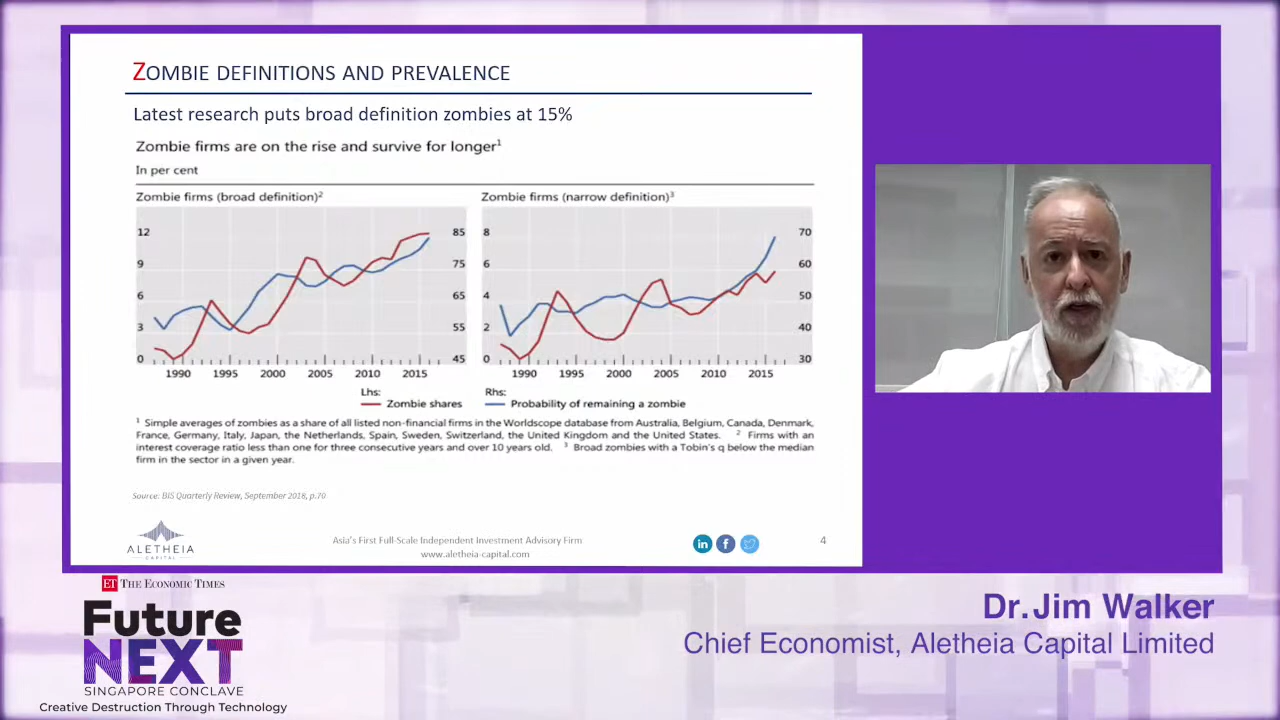 ZOMBIE DEFINITIONS AND PREVALENCE
Latest research puts broad definition zombies at 15%
Zombie firms are on the rise and survive for longer1
In per cent
Zombie firms (broad definition)2
12
9
6
3
0
85
75
65
55
45
1990 1995 2000 2005 2010 2015
Zombie firms (narrow definition)3
8
6
4
2
0
70
60
50
40
30
1990 1995 2000 2005 2010 2015
Lhs:
Zombie shares
Rhs:
Probability of remaining a zombie
1 Simple averages of zombies as a share of all listed non-financial firms in the Worldscope database from Australia, Belgium, Canada, Denmark,
France, Germany, Italy, Japan, the Netherlands, Spain, Sweden, Switzerland, the United Kingdom and the United States. 2 Firms with an
interest coverage ratio less than one for three consecutive years and over 10 years old. 3 Broad zombies with a Tobin's q below the median
firm in the sector in a given year.
Source: BIS Quarterly Review, September 2018, p.70
ALETHEIA
CAPITAL
Asia's First Full-Scale Independent Investment Advisory Firm
www.aletheia-capital.com
in f
4
ET THE ECONOMIC TIMES
Future
NEXT
SINGAPORE CONCLAVE
Creative Destruction Through Technology
Dr. Jim Walker
Chief Economist, Aletheia Capital Limited